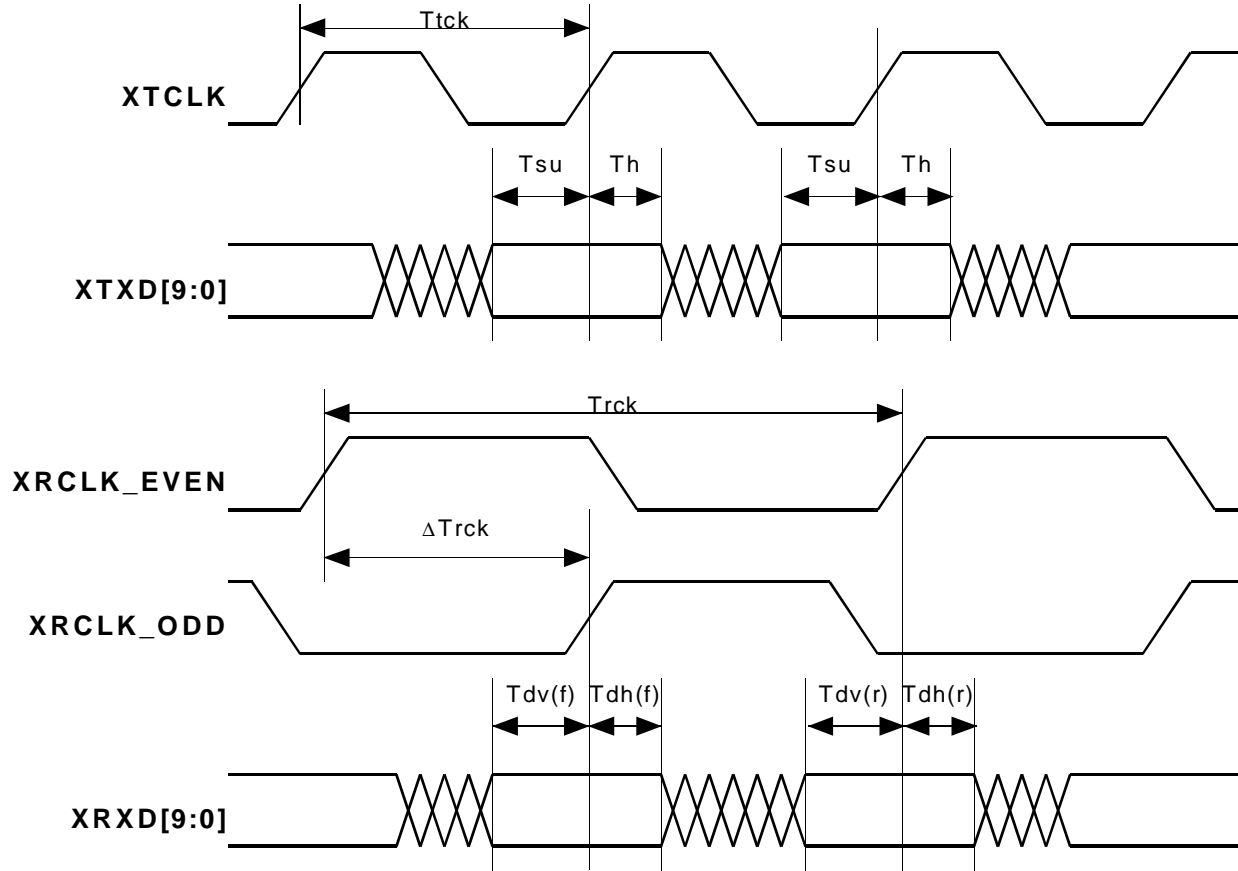 Ttck
XTCLK
Tsu Th Tsu Th
XTXD[9:0]
Trck
XRCLK_EVEN
ΔTrck
XRCLK_ODD
Tdv(f) Tdh(f) Tdv(r) Tdh(r)
XRXD[9:0]